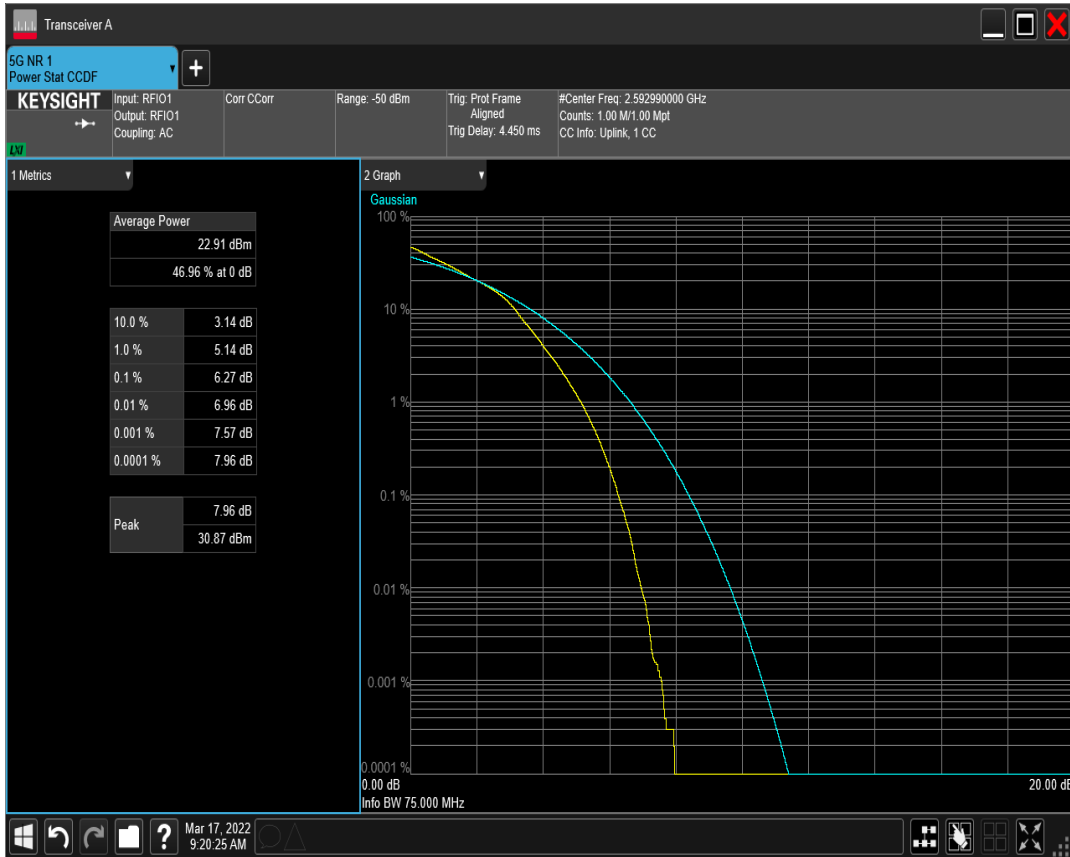 Transceiver A
5G NR 1
Power Stat CCDF
+
KEYSIGHT
LXI
Input: RFIO1
Output: RFIO1
Coupling: AC
Corr CCorr
Range: -50 dBm
Trig: Prot Frame
Aligned
Trig Delay: 4.450 ms
#Center Freq: 2.592990000 GHz
Counts: 1.00 M/1.00 Mpt
CC Info: Uplink, 1 CC
1 Metrics
Average Power
22.91 dBm
46.96 % at 0 dB
10.0 % 3.14 dB
1.0 % 5.14 dB
0.1 % 6.27 dB
0.01 % 6.96 dB
0.001 % 7.57 dB
0.0001 % 7.96 dB
Peak
7.96 dB
30.87 dBm
2 Graph
Gaussian
100 %
10 %
1 %
0.1 %
0.01 %
0.001 %
0.0001 %
0.00 dB 20.00 dB
Info BW 75.000 MHz
?
Mar 17, 2022
9:20:25 AM